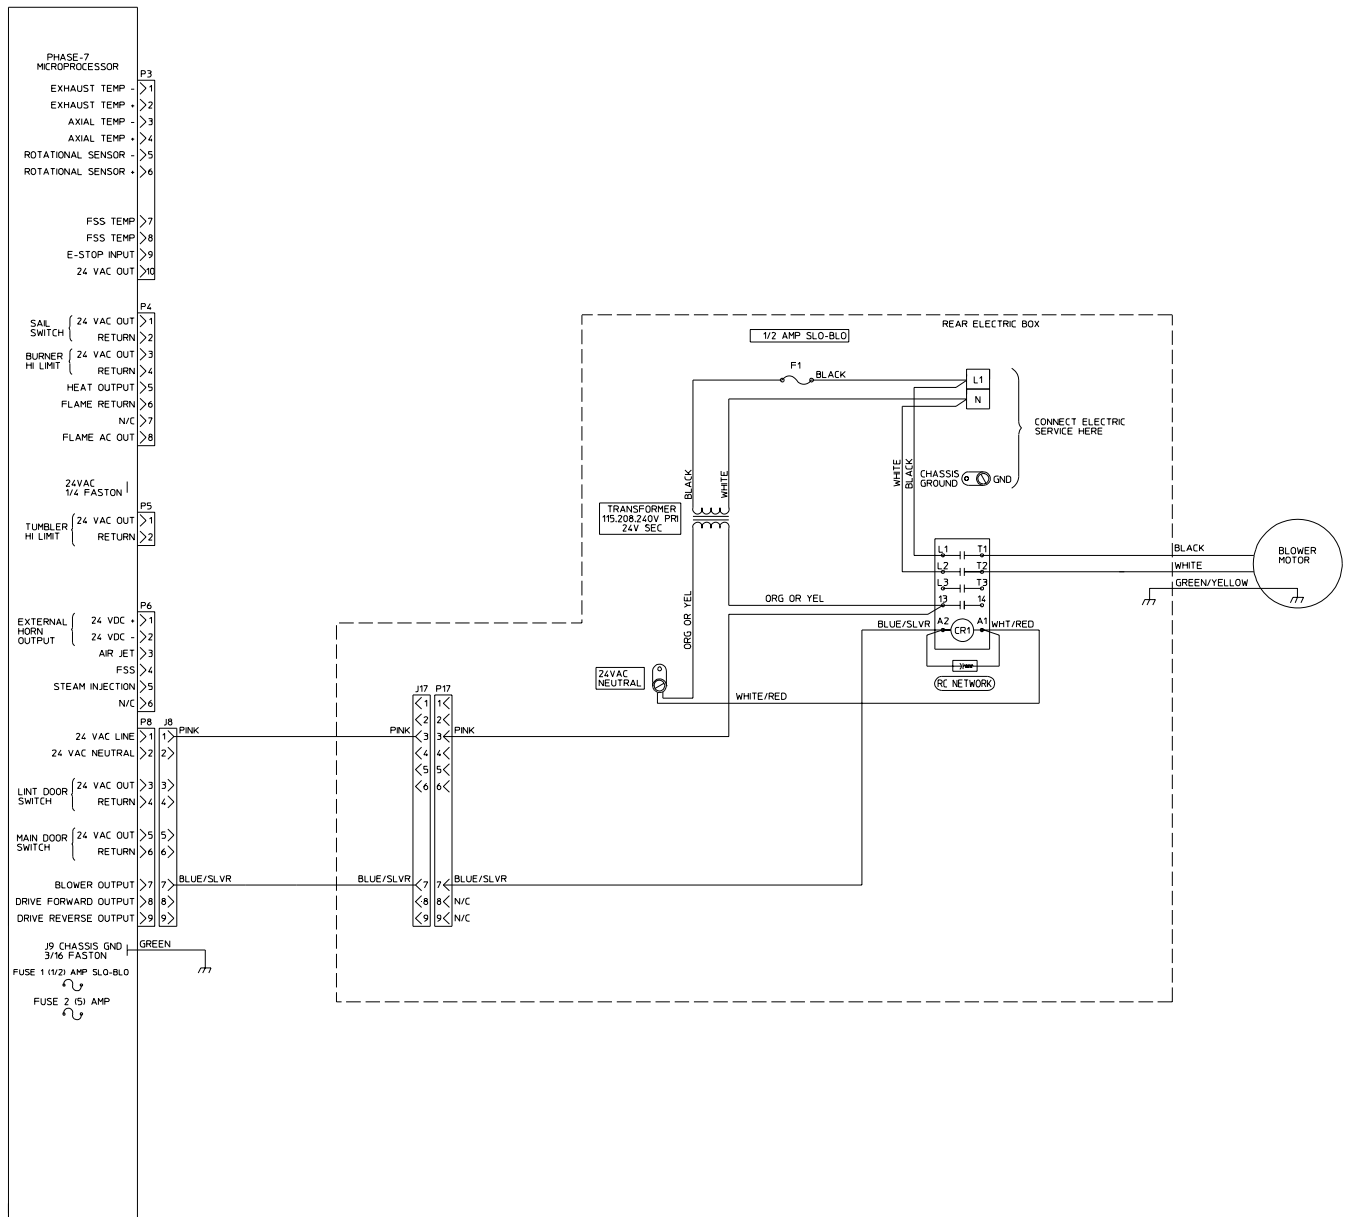 PHASE-7
MICROPROCESSOR
P3
EXHAUST TEMP - 1
EXHAUST TEMP + 2
AXIAL TEMP - 3
AXIAL TEMP + 4
ROTATIONAL SENSOR - 5
ROTATIONAL SENSOR + 6
FSS TEMP 7
FSS TEMP 8
E-STOP INPUT 9
24 VAC OUT 10
P4
SAIL
SWITCH
24 VAC OUT 1
RETURN 2
BURNER
HI LIMIT
24 VAC OUT 3
RETURN 4
HEAT OUTPUT 5
FLAME RETURN 6
N/C 7
FLAME AC OUT 8
24VAC
1/4 FASTON
P5
TUMBLER
HI LIMIT
24 VAC OUT 1
RETURN 2
P6
EXTERNAL
HORN
OUTPUT
24 VDC + 1
24 VDC - 2
AIR JET 3
FSS 4
STEAM INJECTION 5
N/C 6
P8 J8
24 VAC LINE 1 1 PINK
24 VAC NEUTRAL 2 2
LINT DOOR
SWITCH
24 VAC OUT 3 3
RETURN 4 4
MAIN DOOR
SWITCH
24 VAC OUT 5 5
RETURN 6 6
BLOWER OUTPUT 7 7 BLUE/SLVR
DRIVE FORWARD OUTPUT 8 8
DRIVE REVERSE OUTPUT 9 9
J9 CHASSIS GND
3/16 FASTON
GREEN
FUSE 1 (1/2) AMP SLO-BLO
FUSE 2 (5) AMP
J17 P17
1 1
2 2
PINK 3 3 PINK
4 4
5 5
6 6
BLUE/SLVR 7 7 BLUE/SLVR
8 8 N/C
9 9 N/C
REAR ELECTRIC BOX
1/2 AMP SLO-BLO
F1
BLACK
L1
N
CONNECT ELECTRIC
SERVICE HERE
BLACK
WHITE
WHITE
BLACK
CHASSIS
GROUND
GND
TRANSFORMER
115,208,240V PRI
24V SEC
L1 T1
L2 T2
L3 T3
13 14
ORG OR YEL
ORG OR YEL
BLUE/SLVR
A2 CR1 A1
WHT/RED
RC NETWORK
24VAC
NEUTRAL
WHITE/RED
BLACK
WHITE
GREEN/YELLOW
BLOWER
MOTOR